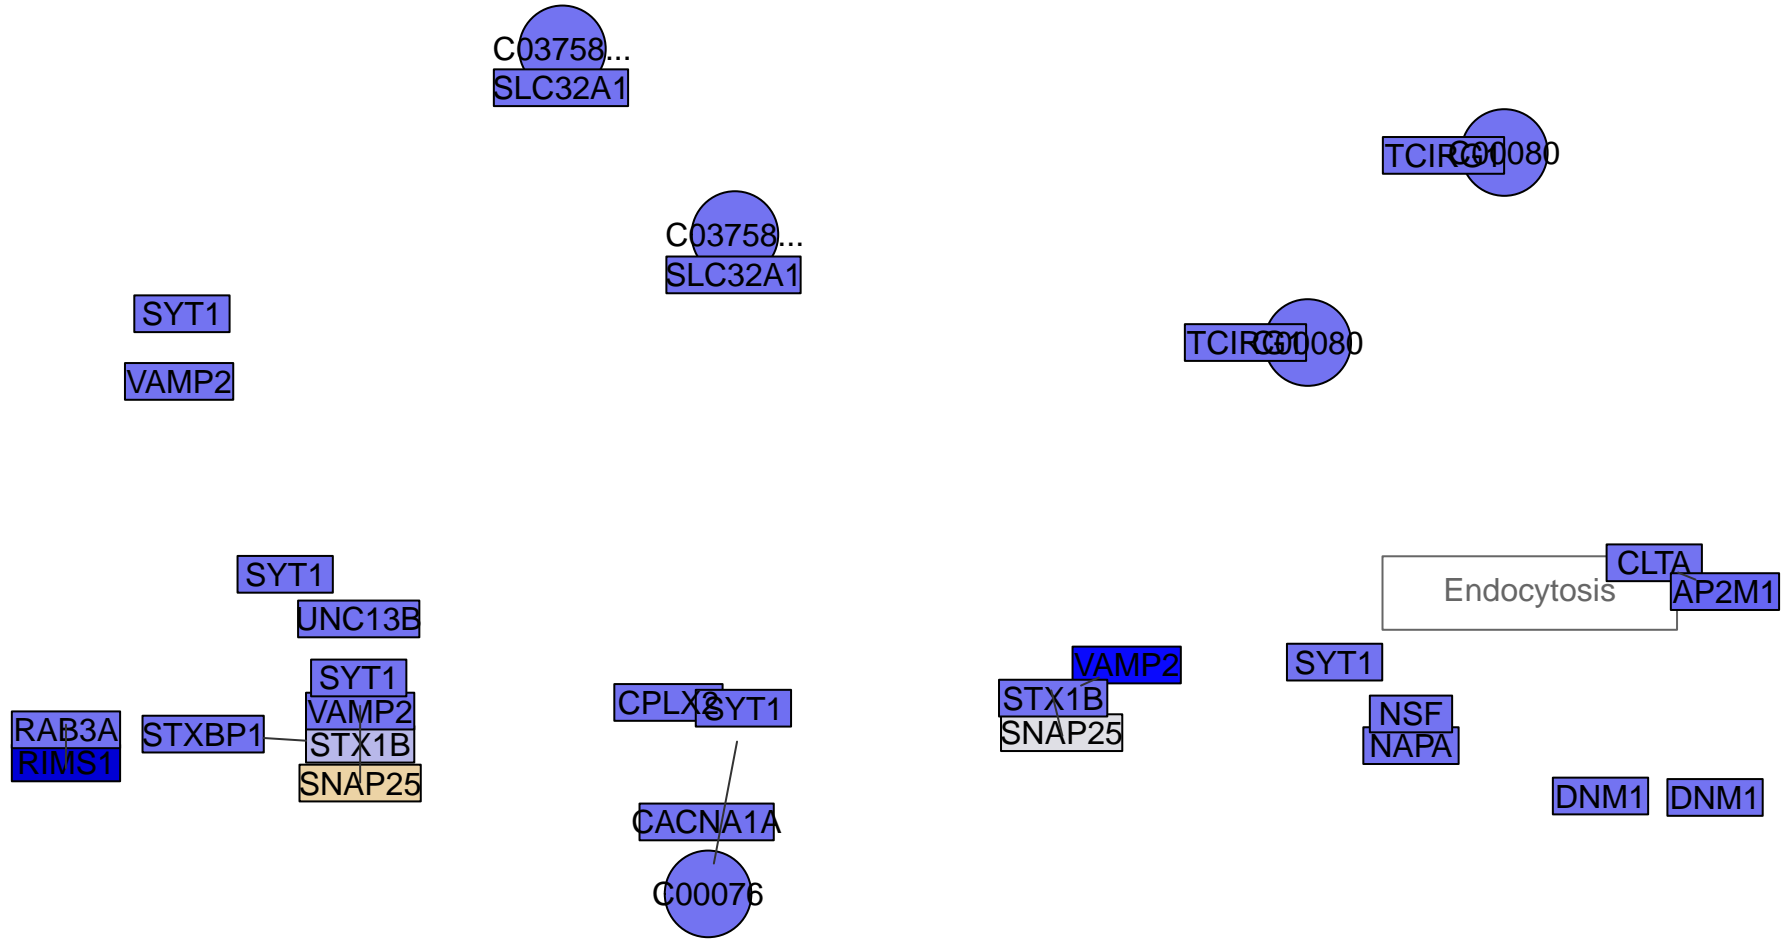 C03758...
SLC32A1
TCIRG1
C00080
C03758...
SLC32A1
SYT1
TCIRG1
C00080
VAMP2
SYT1
CLTA
Endocytosis
AP2M1
UNC13B
SYT1
VAMP2
SYT1
CPLX2
SYT1
STX1B
VAMP2
NSF
RAB3A
STXBP1
STX1B
SNAP25
NAPA
RIMS1
SNAP25
DNM1
DNM1
CACNA1A
C00076